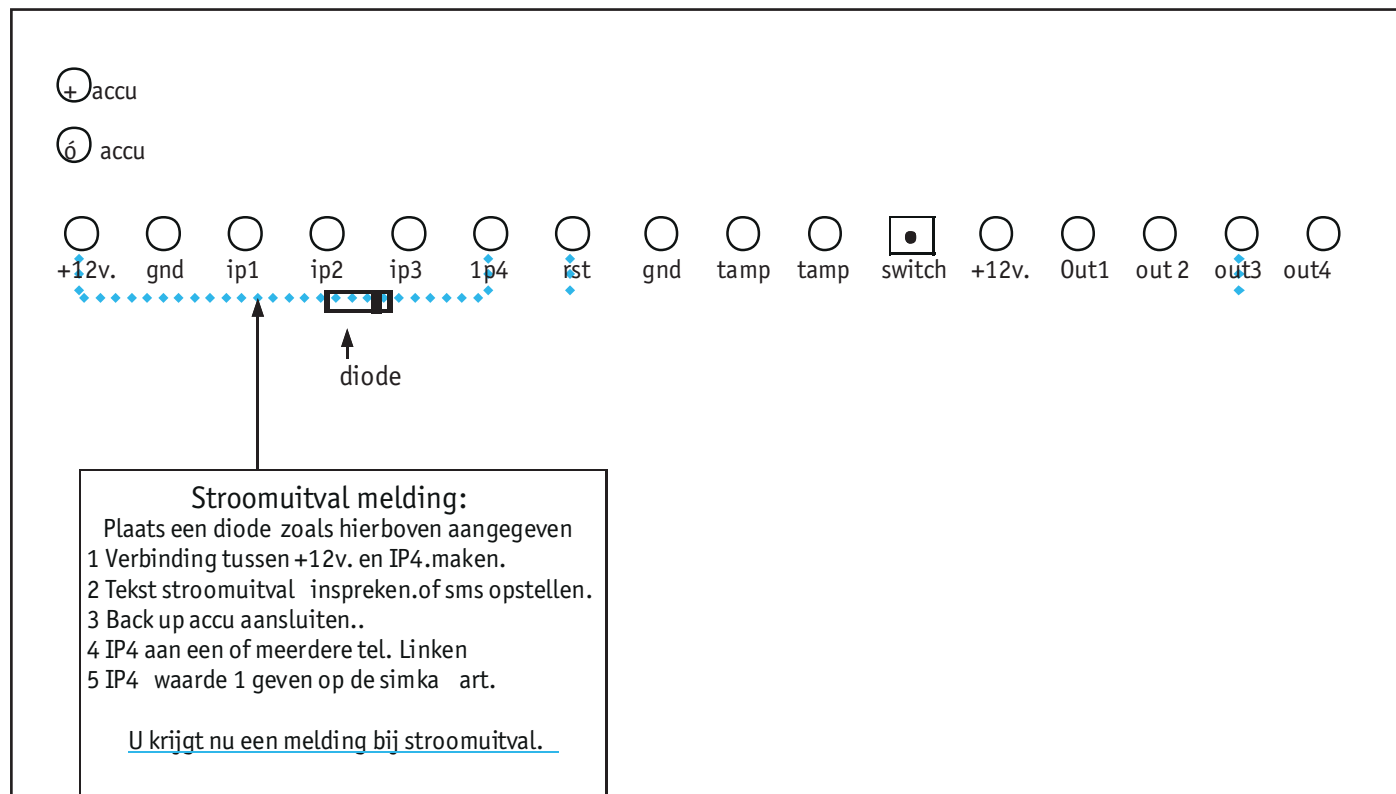 + accu
ó accu
+12v. gnd ip1 ip2 ip3 1p4 rst gnd tamp tamp switch +12v. Out1 out 2 out3 out4
diode
Stroomuitval melding:
Plaats een diode zoals hierboven aangegeven
1 Verbinding tussen +12v. en IP4.maken.
2 Tekst stroomuitval inspreken.of sms opstellen.
3 Back up accu aansluiten..
4 IP4 aan een of meerdere tel. Linken
5 IP4 waarde 1 geven op de simka art.
U krijgt nu een melding bij stroomuitval.